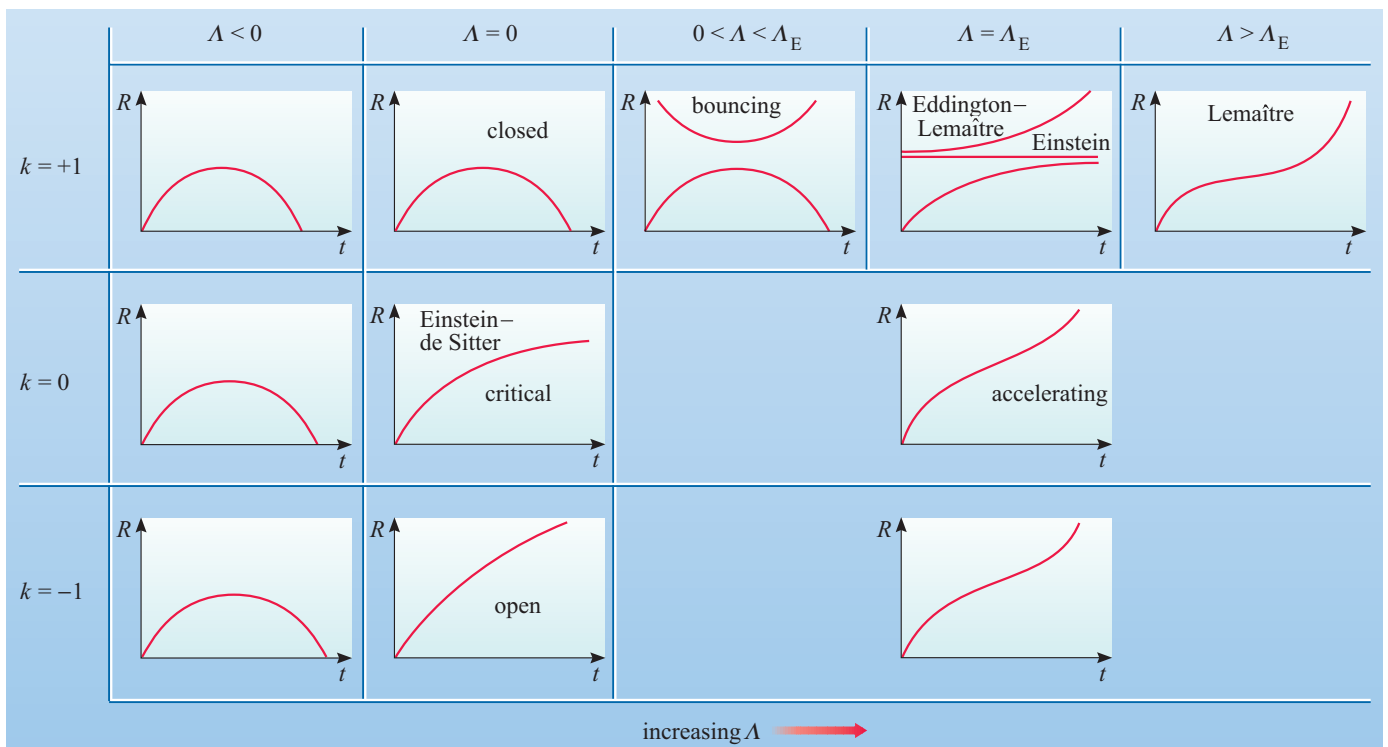 Λ < 0
Λ = 0
0 < Λ < Λ_E
Λ = Λ_E
Λ > Λ_E
k = +1
R
t
R
closed
t
R
bouncing
t
R
Eddington–
Lemaître
Einstein
t
R
Lemaître
t
k = 0
R
t
R
Einstein–
de Sitter
critical
t
R
accelerating
t
k = –1
R
t
R
open
t
R
t
increasing Λ